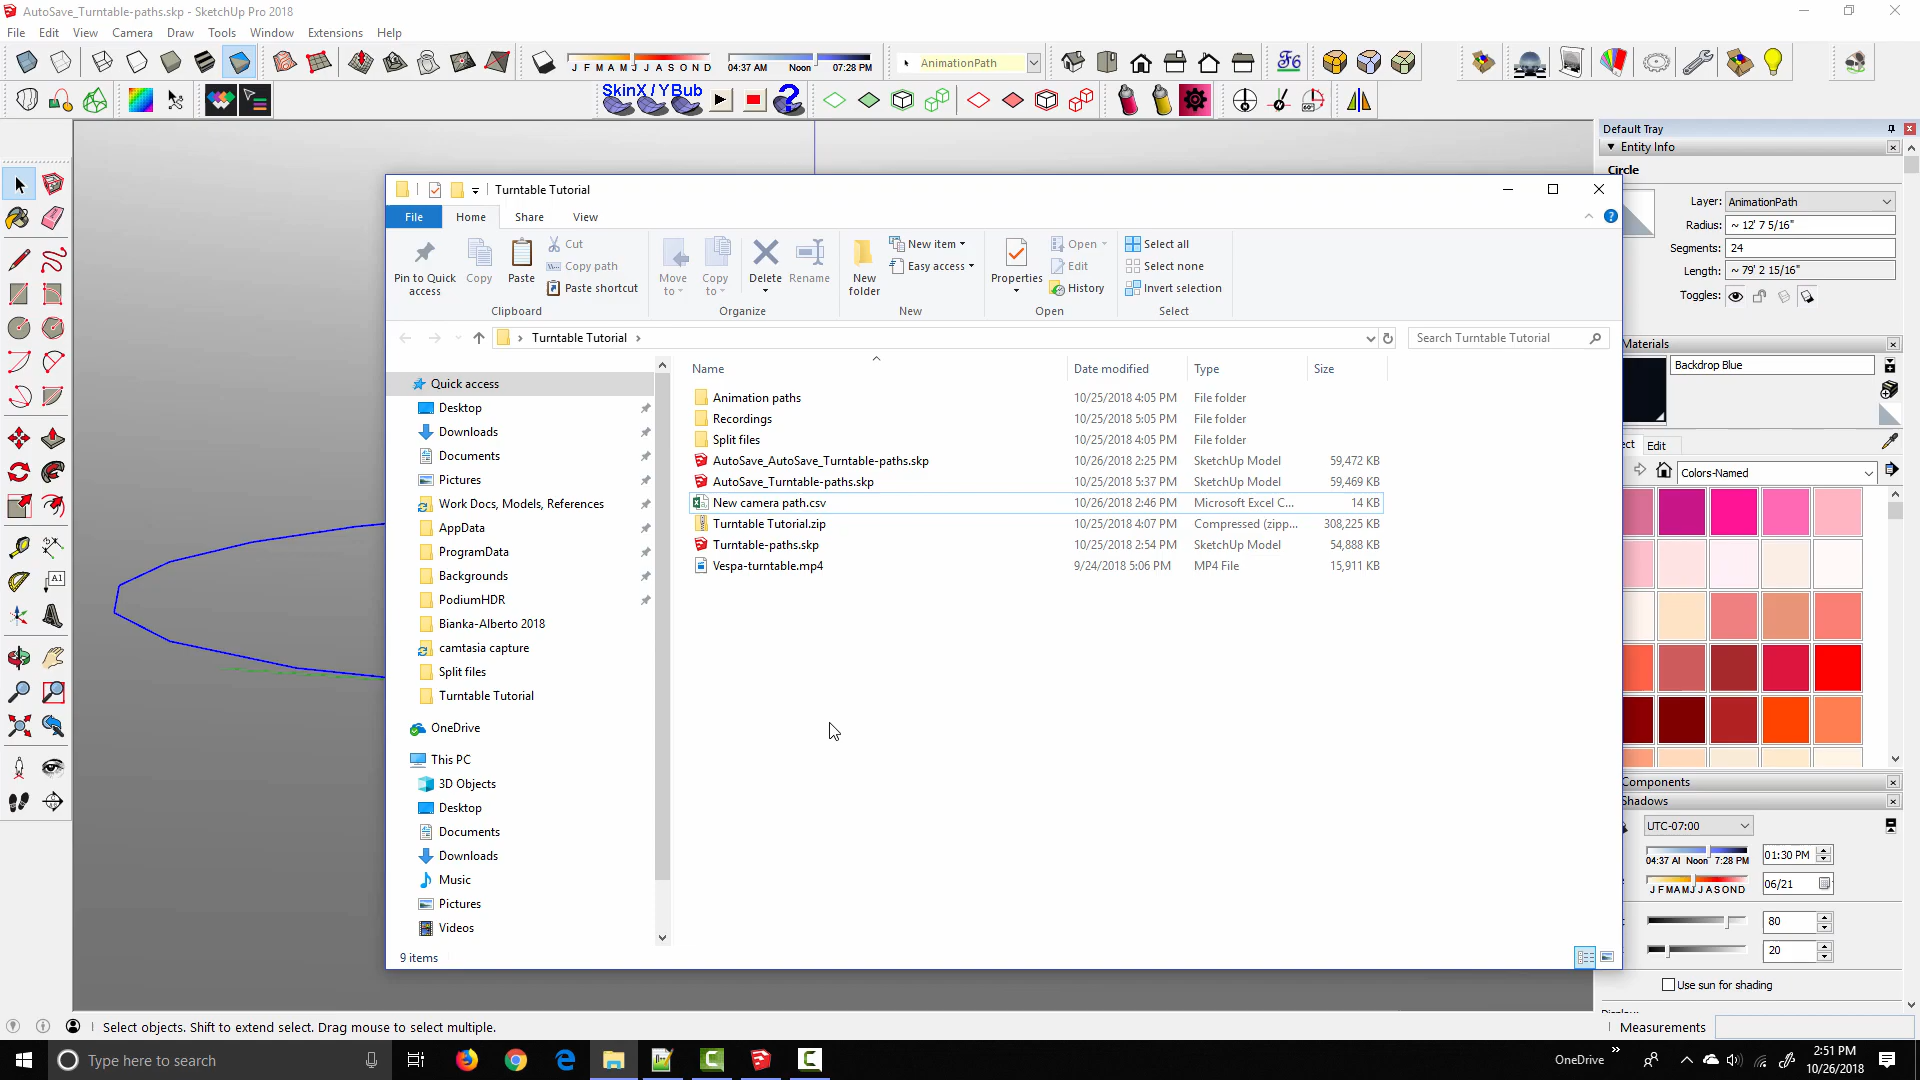 AutoSave_Turntable-paths.skp - SketchUp Pro 2018
File Edit View Camera Draw Tools Window Extensions Help
J F M A M J J A S O N D
04:37 AM Noon 07:28 PM
AnimationPath
SkinX / YBub
Default Tray
Entity Info
Circle
Layer: AnimationPath
Radius: ~ 12' 7 5/16"
Segments: 24
Length: ~ 79' 2 15/16"
Toggles:
Turntable Tutorial
File Home Share View
Pin to Quick access
Copy
Paste
Cut
Copy path
Paste shortcut
Clipboard
Move to
Copy to
Delete
Rename
Organize
New folder
New item
Easy access
New
Properties
Open
Edit
History
Open
Select all
Select none
Invert selection
Select
Turntable Tutorial
Search Turntable Tutorial
Name Date modified Type Size
Animation paths 10/25/2018 4:05 PM File folder
Recordings 10/25/2018 5:05 PM File folder
Split files 10/25/2018 4:05 PM File folder
AutoSave_AutoSave_Turntable-paths.skp 10/26/2018 2:25 PM SketchUp Model 59,472 KB
AutoSave_Turntable-paths.skp 10/25/2018 5:37 PM SketchUp Model 59,469 KB
New camera path.csv 10/26/2018 2:46 PM Microsoft Excel C... 14 KB
Turntable Tutorial.zip 10/25/2018 4:07 PM Compressed (zipp... 308,225 KB
Turntable-paths.skp 10/25/2018 2:54 PM SketchUp Model 54,888 KB
Vespa-turntable.mp4 9/24/2018 5:06 PM MP4 File 15,911 KB
Quick access
Desktop
Downloads
Documents
Pictures
Work Docs, Models, References
AppData
ProgramData
Backgrounds
PodiumHDR
Bianka-Alberto 2018
camtasia capture
Split files
Turntable Tutorial
OneDrive
This PC
3D Objects
Desktop
Documents
Downloads
Music
Pictures
Videos
9 items
Materials
Backdrop Blue
Edit
Colors-Named
Components
Shadows
UTC-07:00
04:37 AI Noon 7:28 PM
01:30 PM
J F M A M J J A S O N D
06/21
80
20
Use sun for shading
A1
Select objects. Shift to extend select. Drag mouse to select multiple.
Measurements
Type here to search
OneDrive
2:51 PM
10/26/2018